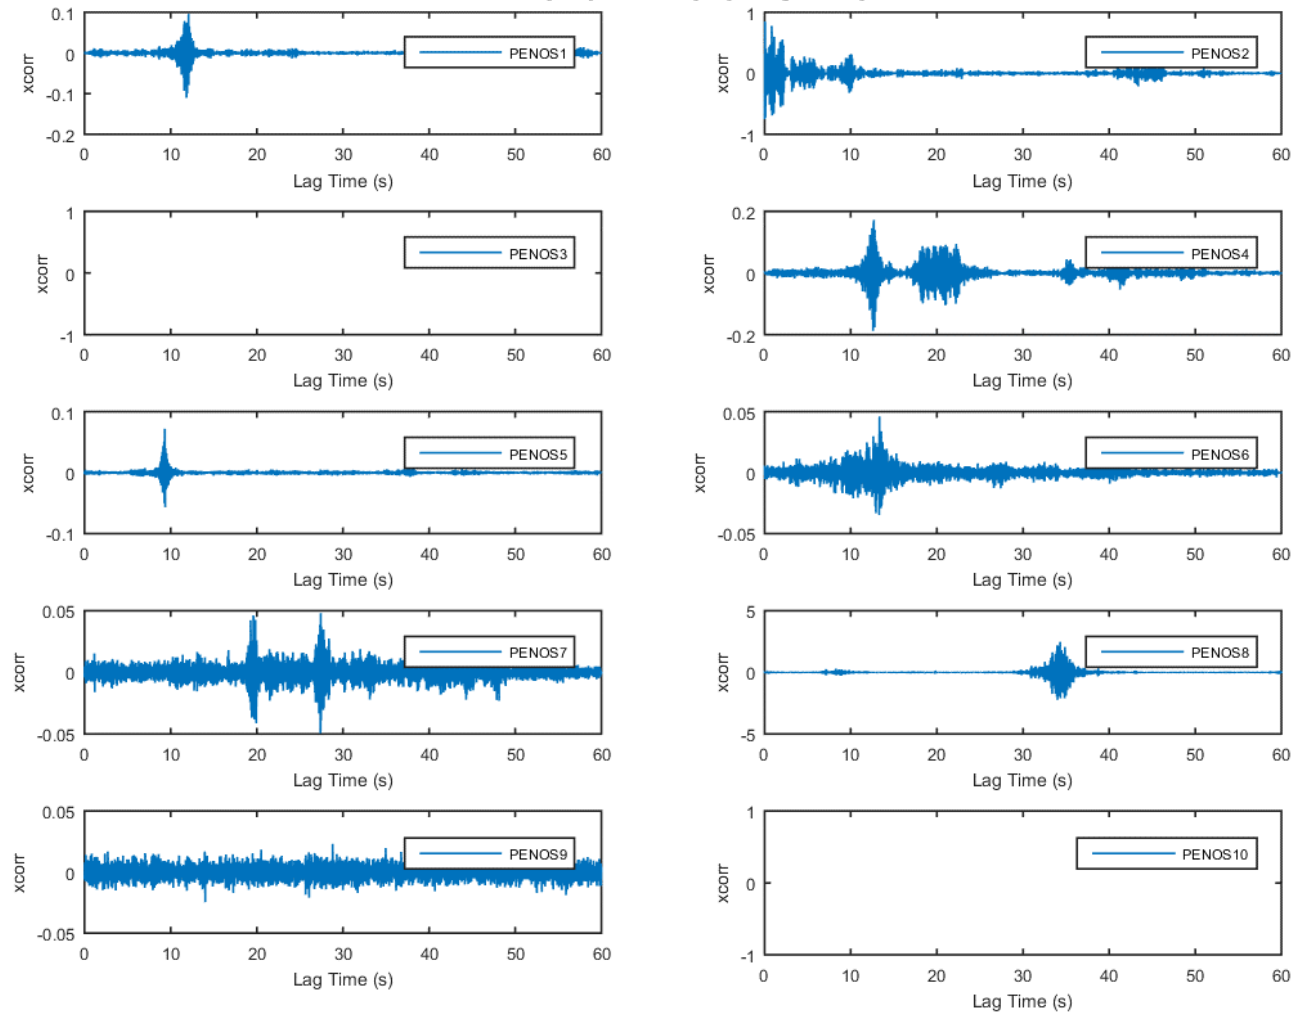 0.1
0
-0.1
-0.2
xcorr
PENOS1
0 10 20 30 40 50 60
Lag Time (s)
1
0
-1
xcorr
PENOS2
0 10 20 30 40 50 60
Lag Time (s)
1
0
-1
xcorr
PENOS3
0 10 20 30 40 50 60
Lag Time (s)
0.2
0
-0.2
xcorr
PENOS4
0 10 20 30 40 50 60
Lag Time (s)
0.1
0
-0.1
xcorr
PENOS5
0 10 20 30 40 50 60
Lag Time (s)
0.05
0
-0.05
xcorr
PENOS6
0 10 20 30 40 50 60
Lag Time (s)
0.05
0
-0.05
xcorr
PENOS7
0 10 20 30 40 50 60
Lag Time (s)
5
0
-5
xcorr
PENOS8
0 10 20 30 40 50 60
Lag Time (s)
0.05
0
-0.05
xcorr
PENOS9
0 10 20 30 40 50 60
Lag Time (s)
1
0
-1
xcorr
PENOS10
0 10 20 30 40 50 60
Lag Time (s)